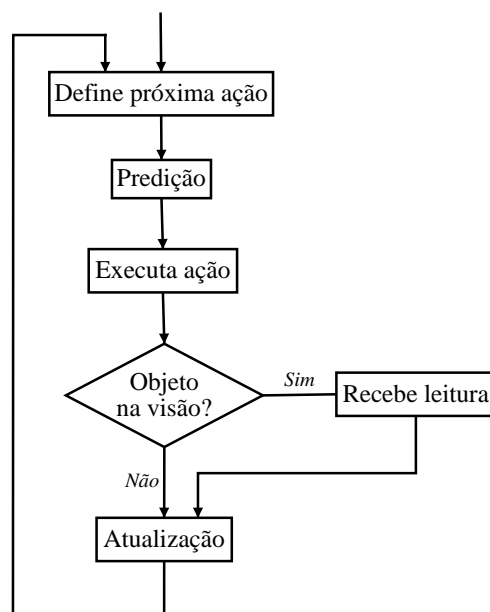 Define próxima ação
Predição
Executa ação
Objeto
na visão?
Sim
Recebe leitura
Não
Atualização